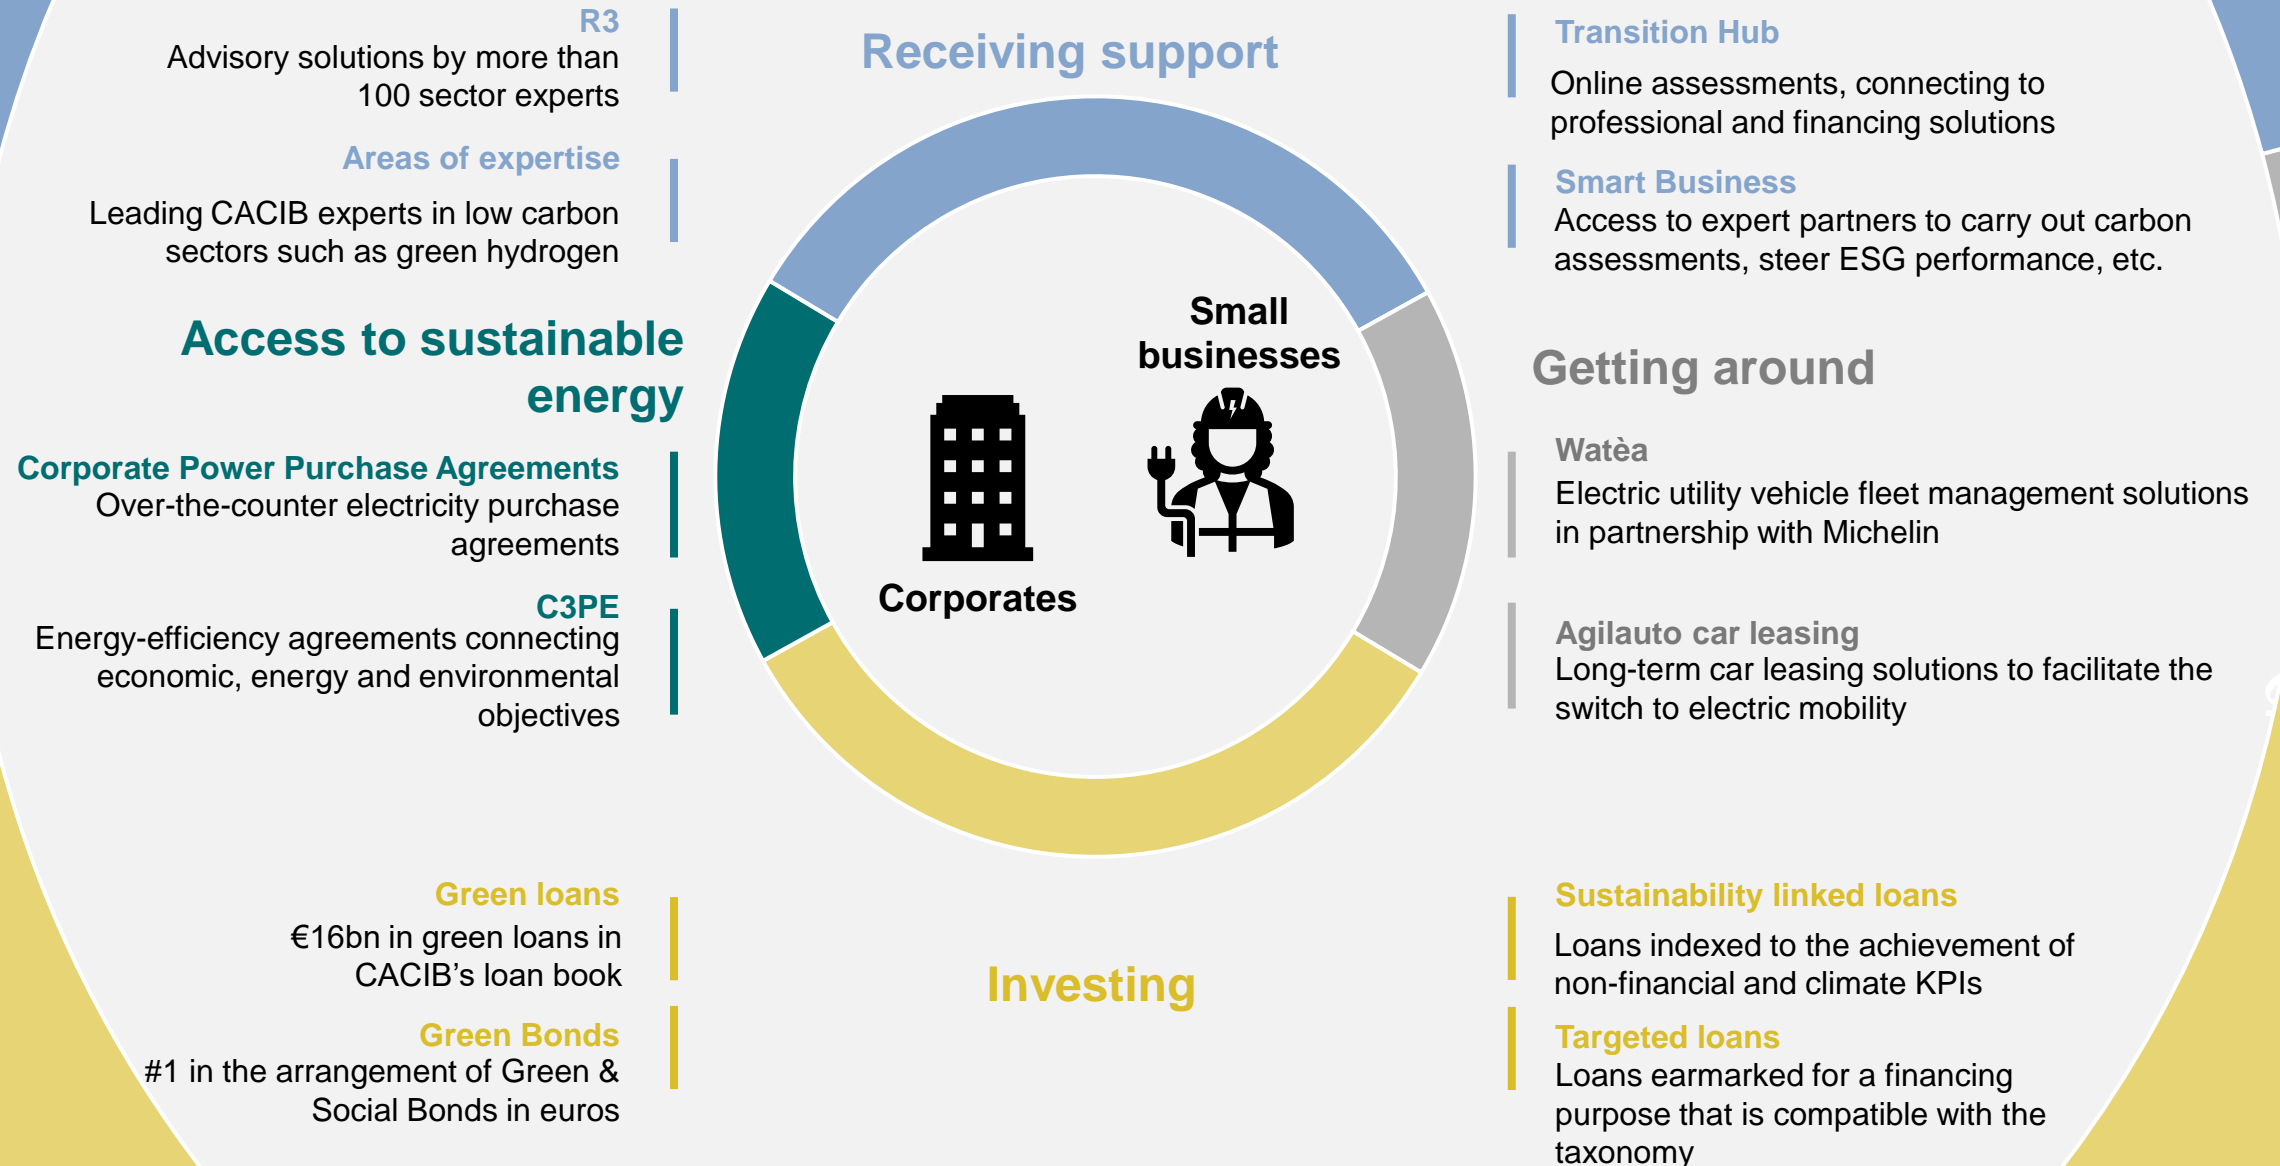 Receiving support
R3
Advisory solutions by more than
100 sector experts
Areas of expertise
Leading CACIB experts in low carbon
sectors such as green hydrogen
Transition Hub
Online assessments, connecting to
professional and financing solutions
Smart Business
Access to expert partners to carry out carbon
assessments, steer ESG performance, etc.
Access to sustainable
energy
Corporate Power Purchase Agreements
Over-the-counter electricity purchase
agreements
C3PE
Energy-efficiency agreements connecting
economic, energy and environmental
objectives
Small
businesses
Corporates
Getting around
Watèa
Electric utility vehicle fleet management solutions
in partnership with Michelin
Agilauto car leasing
Long-term car leasing solutions to facilitate the
switch to electric mobility
Green loans
€16bn in green loans in
CACIB’s loan book
Green Bonds
#1 in the arrangement of Green &
Social Bonds in euros
Investing
Sustainability linked loans
Loans indexed to the achievement of
non-financial and climate KPIs
Targeted loans
Loans earmarked for a financing
purpose that is compatible with the
taxonomy